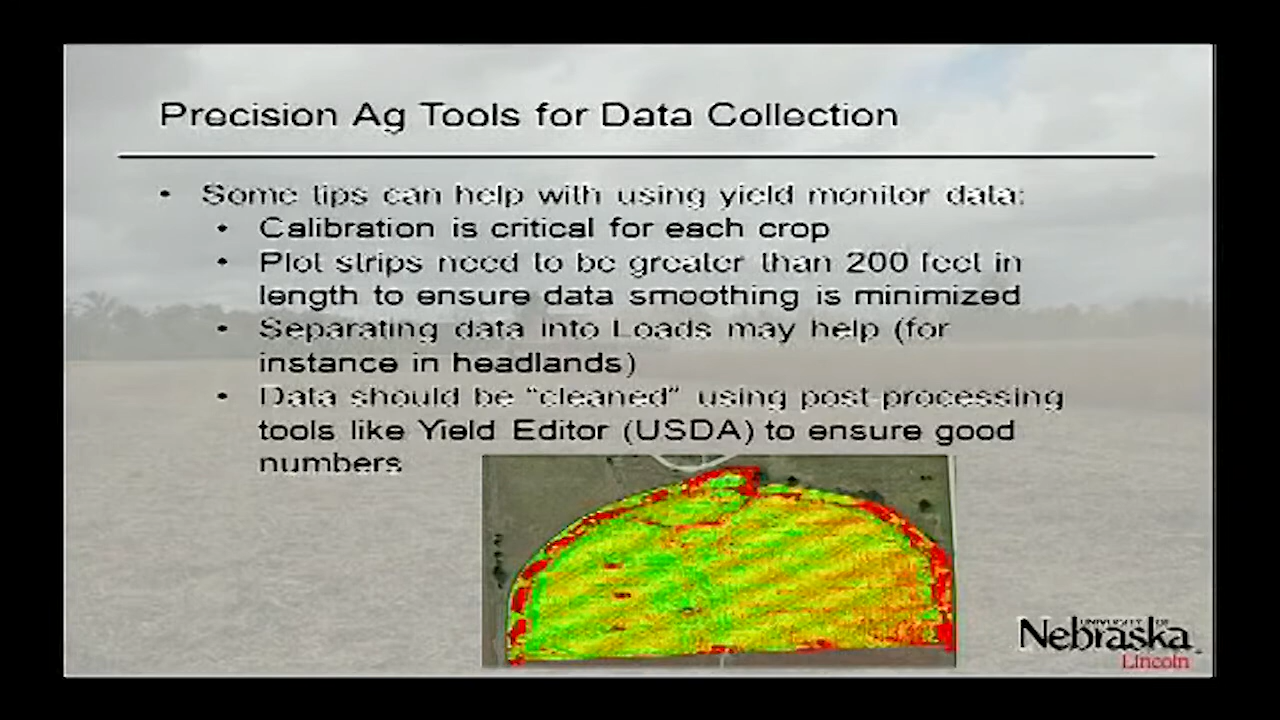 Precision Ag Tools for Data Collection
• Some tips can help with using yield monitor data:
• Calibration is critical for each crop
• Plot strips need to be greater than 200 feet in
length to ensure data smoothing is minimized
• Separating data into Loads may help (for
instance in headlands)
• Data should be “cleaned” using post-processing
tools like Yield Editor (USDA) to ensure good
numbers
UNIVERSITY OF
Nebraska
Lincoln